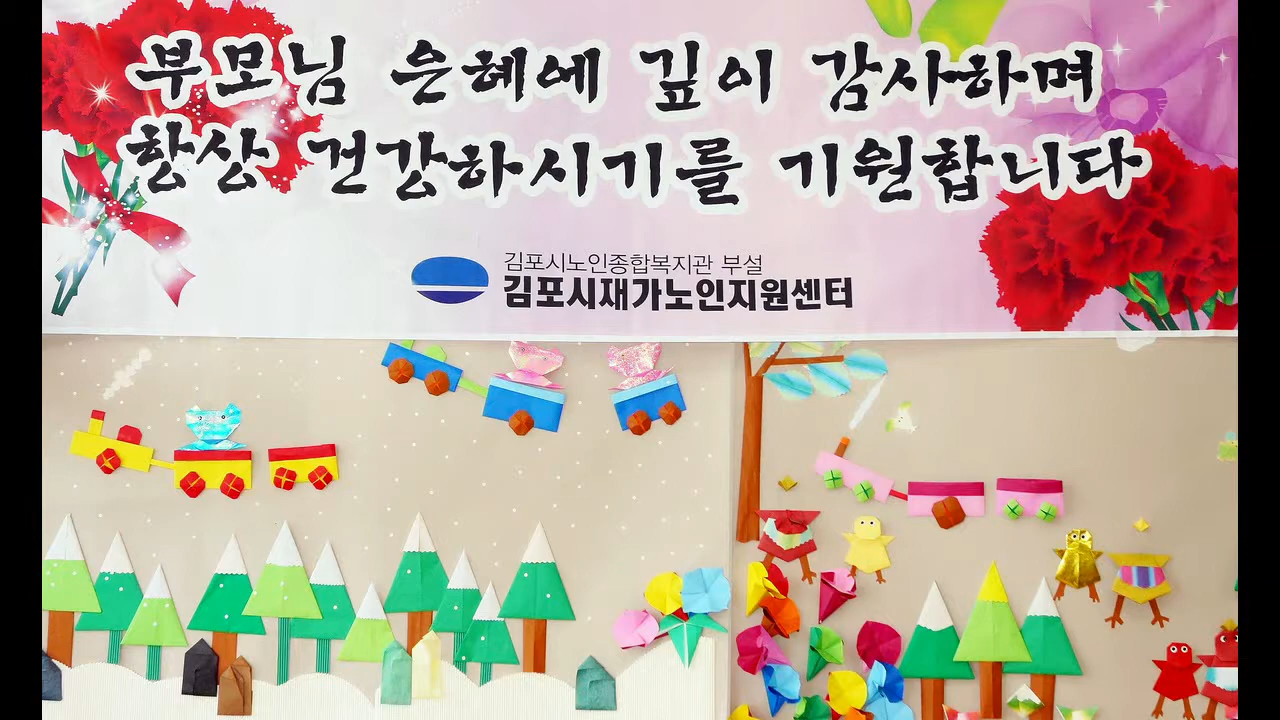 부모님 은혜에 깊이 감사하며
항상 건강하시기를 기원합니다
김포시노인종합복지관 부설
김포시재가노인지원센터